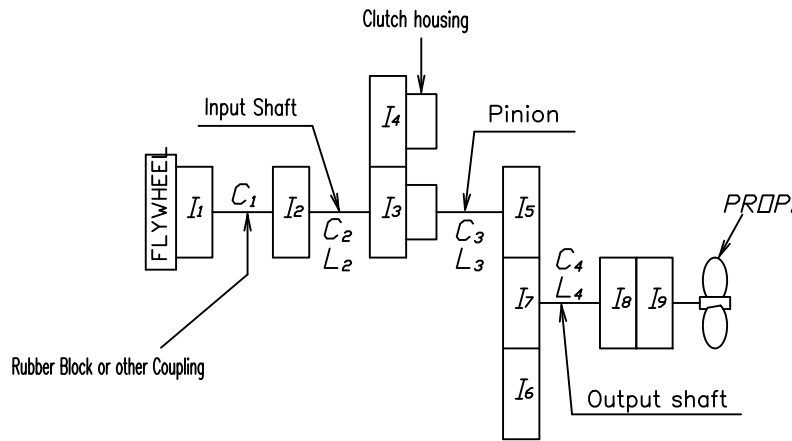 Clutch housing
Input Shaft
Pinion
FLYWHEEL
I1
C1
I2
C2
L2
I4
I3
C3
L3
I5
I7
I6
C4
L4
I8
I9
PROP.
Rubber Block or other Coupling
Output shaft